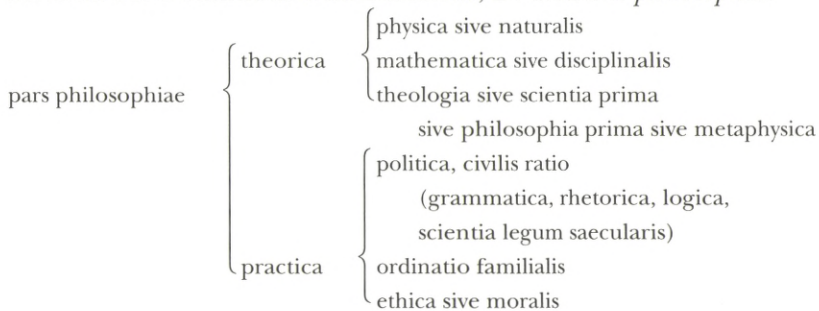 physica sive naturalis
theorica mathematica sive disciplinalis
pars philosophiae theologia sive scientia prima
sive philosophia prima sive metaphysica
politica, civilis ratio
(grammatica, rhetorica, logica,
scientia legum saecularis)
practica ordinatio familialis
ethica sive moralis